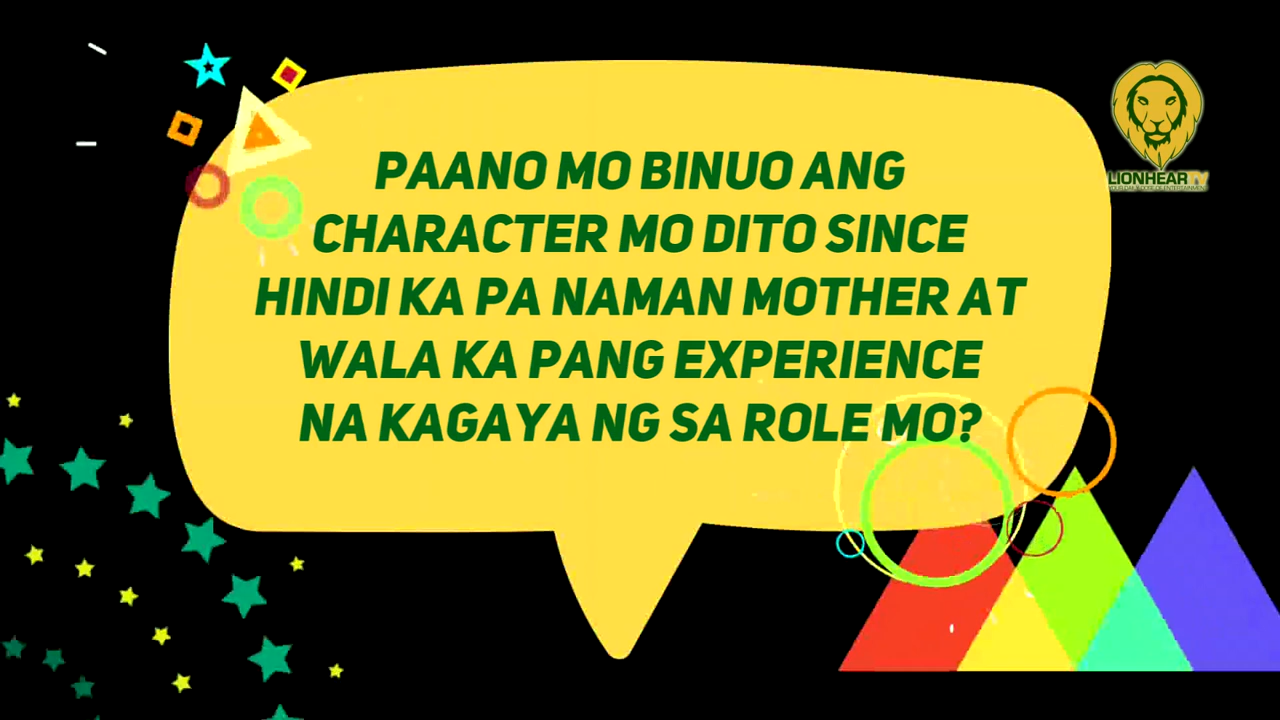 PAANO MO BINUO ANG
CHARACTER MO DITO SINCE
HINDI KA PA NAMAN MOTHER AT
WALA KA PANG EXPERIENCE
NA KAGAYA NG SA ROLE MO?
LIONHEARTV